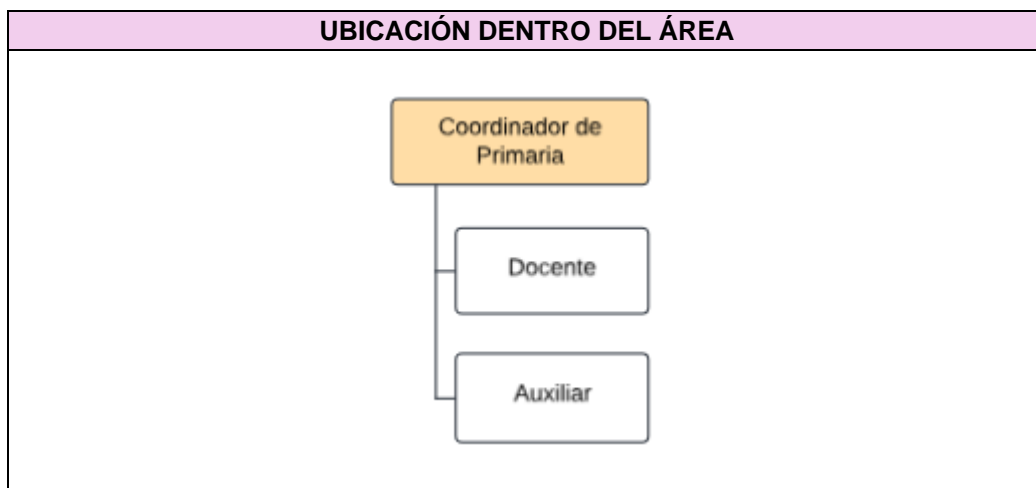 UBICACIÓN DENTRO DEL ÁREA
Coordinador de
Primaria
Docente
Auxiliar